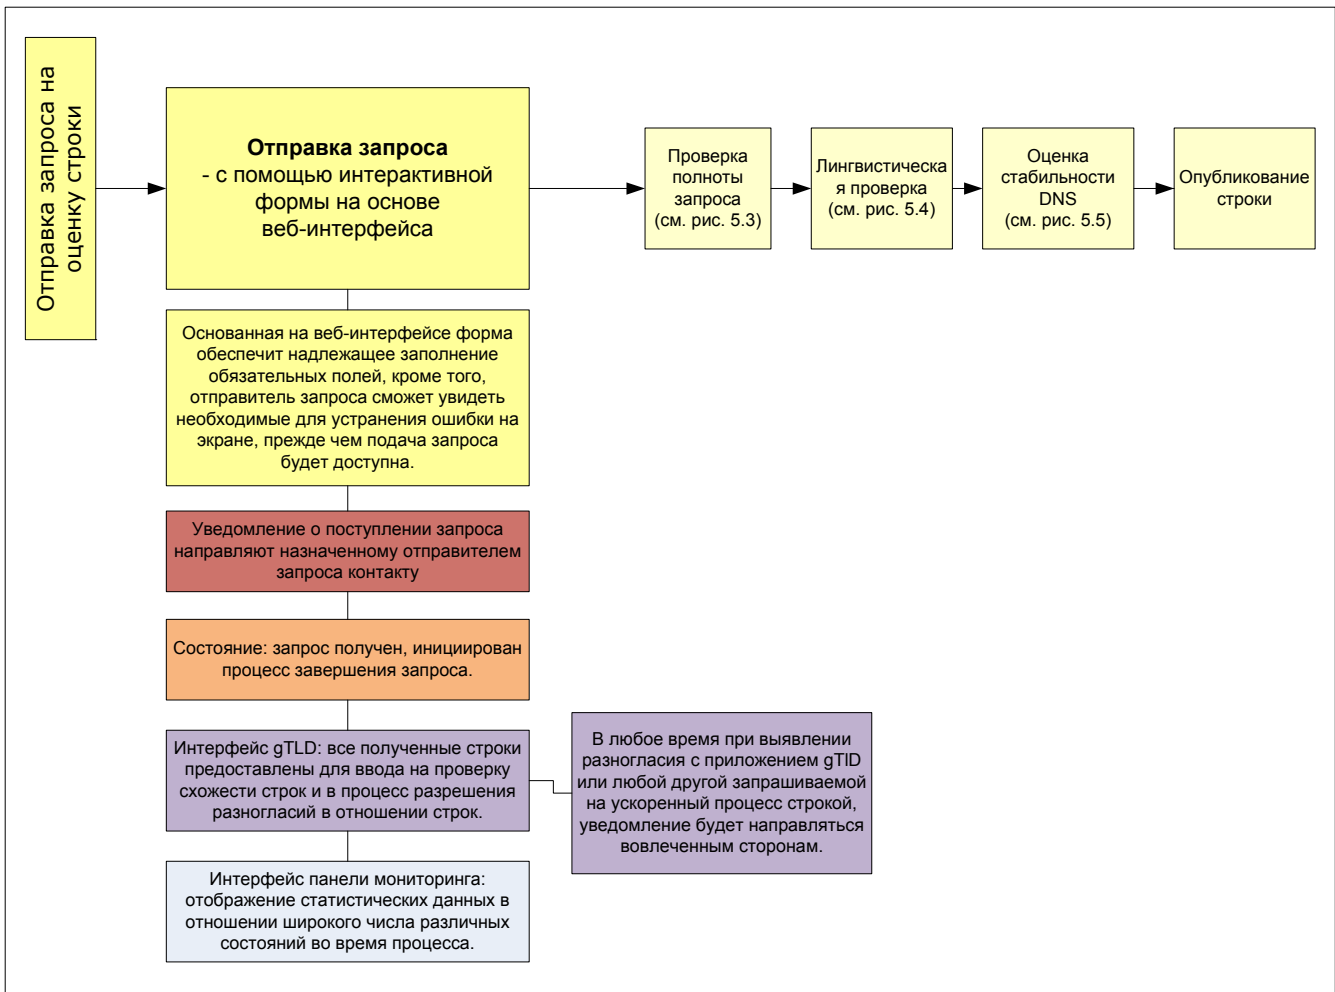 Отправка запроса на
оценку строки
Отправка запроса
- с помощью интерактивной
формы на основе
веб-интерфейса
Проверка
полноты
запроса
(см. рис. 5.3)
Лингвистическа
я проверка
(см. рис. 5.4)
Оценка
стабильности
DNS
(см. рис. 5.5)
Опубликование
строки
Основанная на веб-интерфейсе форма
обеспечит надлежащее заполнение
обязательных полей, кроме того,
отправитель запроса сможет увидеть
необходимые для устранения ошибки на
экране, прежде чем подача запроса
будет доступна.
Уведомление о поступлении запроса
направляют назначенному отправителем
запроса контакту
Состояние: запрос получен, инициирован
процесс завершения запроса.
Интерфейс gTLD: все полученные строки
предоставлены для ввода на проверку
схожести строк и в процесс разрешения
разногласий в отношении строк.
В любое время при выявлении
разногласия с приложением gTlD
или любой другой запрашиваемой
на ускоренный процесс строкой,
уведомление будет направляться
вовлеченным сторонам.
Интерфейс панели мониторинга:
отображение статистических данных в
отношении широкого числа различных
состояний во время процесса.